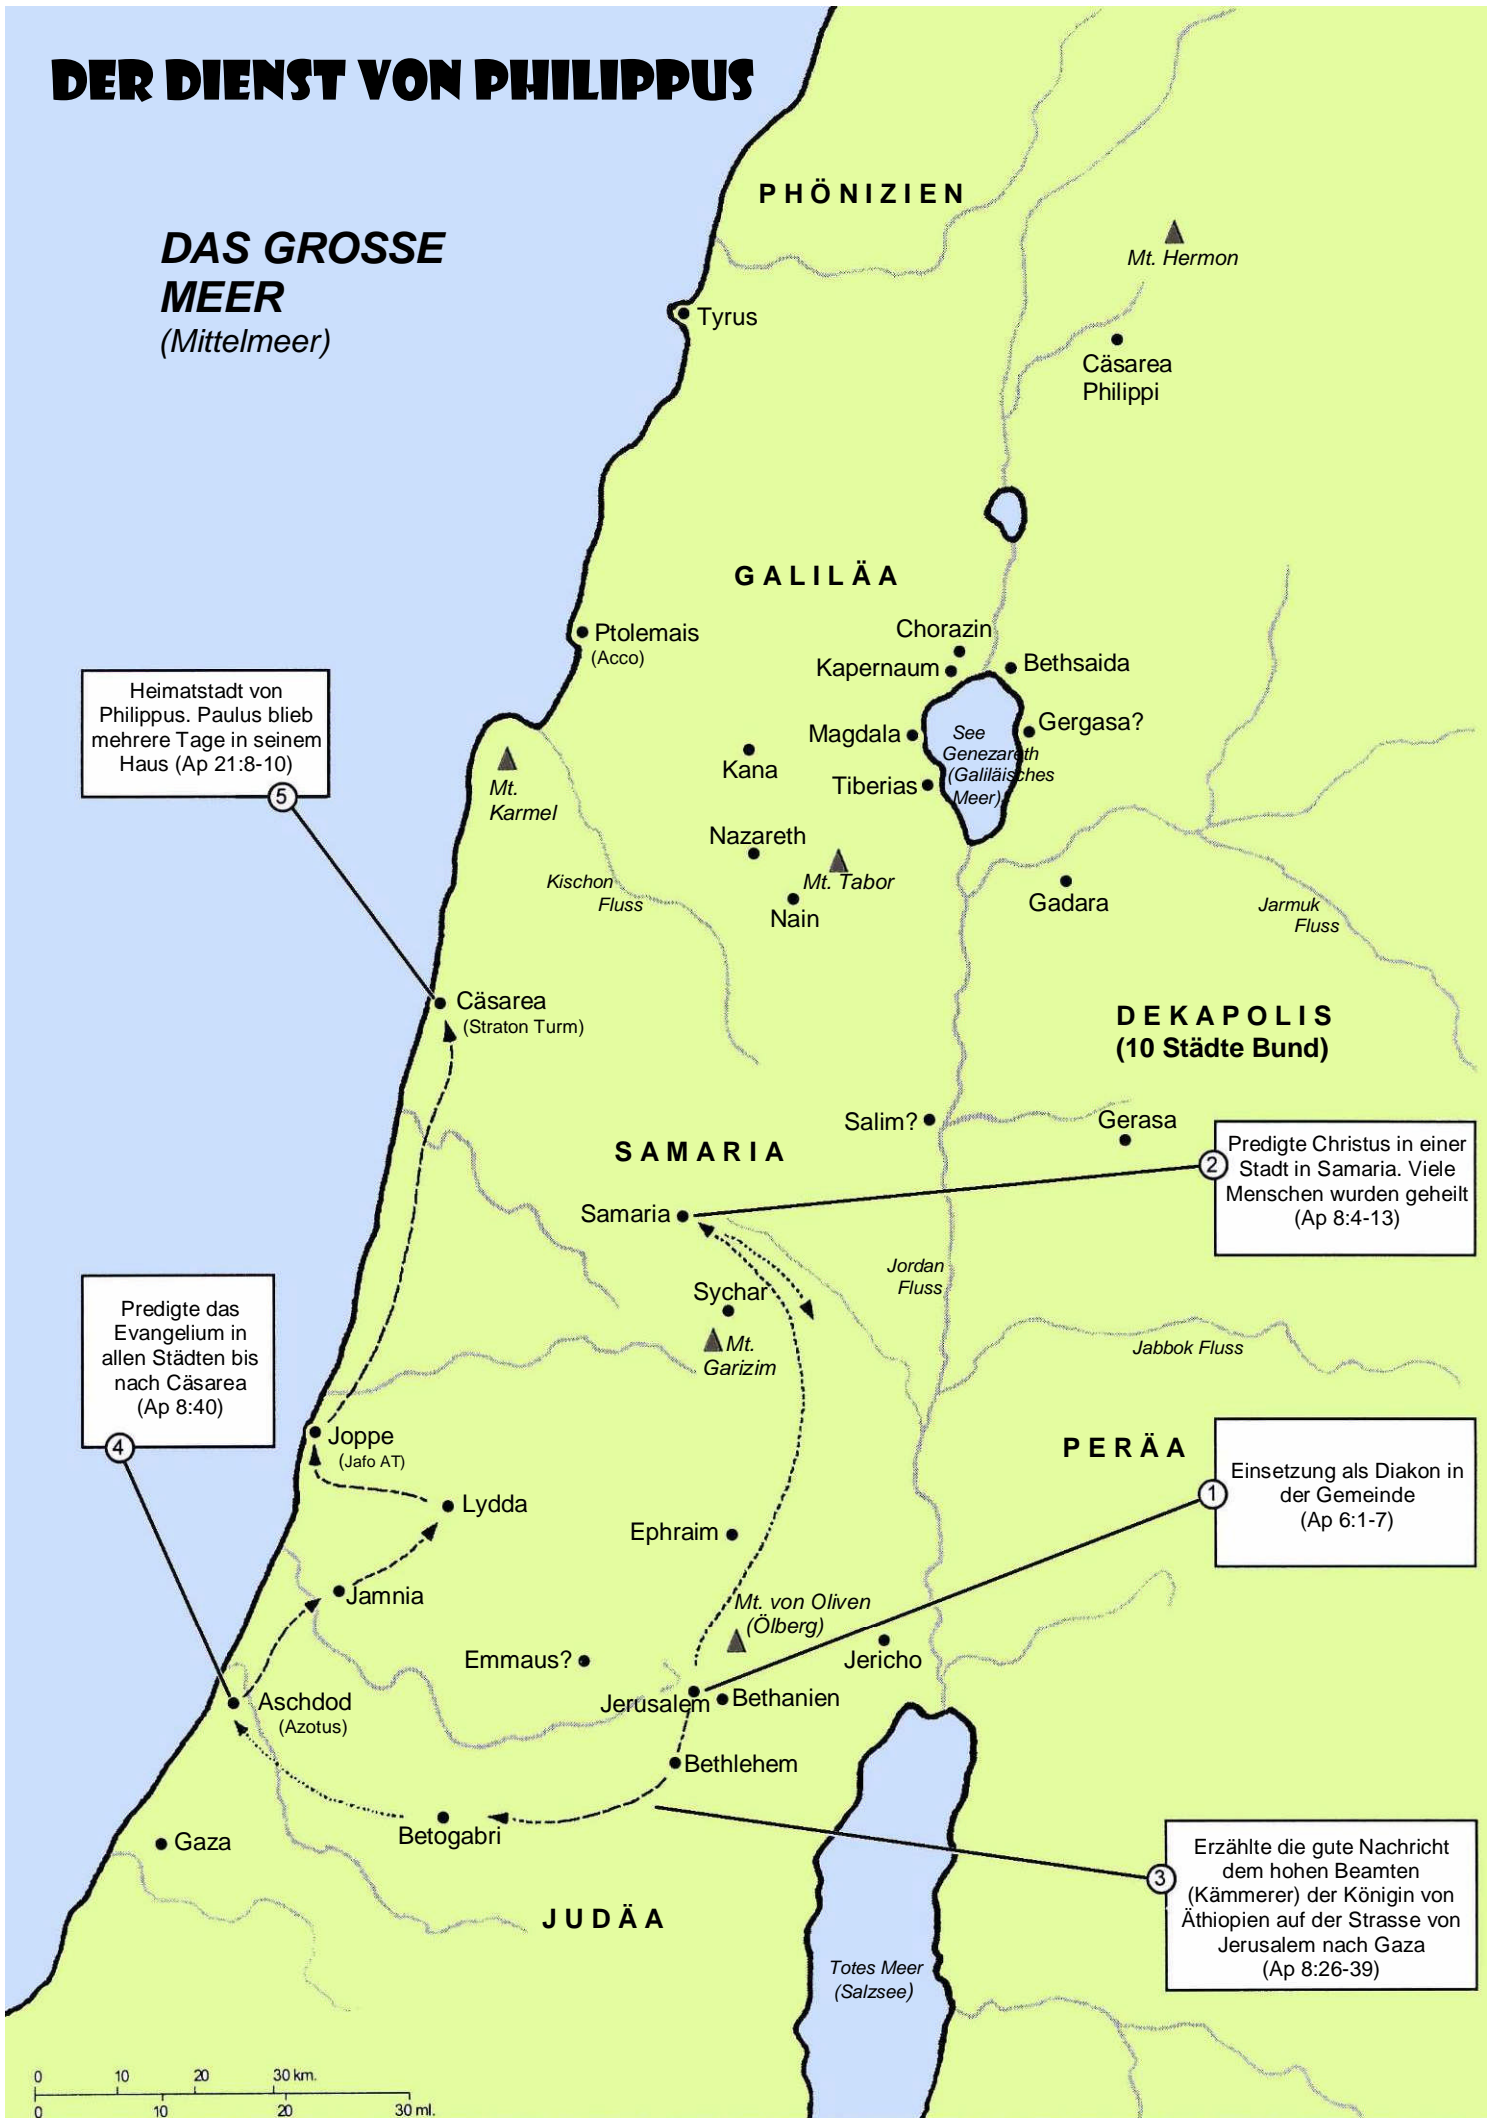 DER DIENST VON PHILIPPUS
PHÖNIZIEN
DAS GROSSE
MEER
(Mittelmeer)
Mt. Hermon
Tyrus
Cäsarea
Philippi
GALILÄA
Ptolemais
(Acco)
Chorazin
Kapernaum
Bethsaida
Heimatstadt von
Philippus. Paulus blieb
mehrere Tage in seinem
Haus (Ap 21:8-10)
5
Magdala
See
Genezareth
(Galiläisches
Meer)
Gergasa?
Kana
Tiberias
Mt.
Karmel
Nazareth
Mt. Tabor
Nain
Kischon
Fluss
Gadara
Jarmuk
Fluss
Cäsarea
(Straton Turm)
DEKAPOLIS
(10 Städte Bund)
Salim?
Gerasa
SAMARIA
2
Predigte Christus in einer
Stadt in Samaria. Viele
Menschen wurden geheilt
(Ap 8:4-13)
Samaria
Jordan
Fluss
Sychar
Mt.
Garizim
Jabbok Fluss
Predigte das
Evangelium in
allen Städten bis
nach Cäsarea
(Ap 8:40)
4
Joppe
(Jafo AT)
PERÄA
1
Einsetzung als Diakon in
der Gemeinde
(Ap 6:1-7)
Lydda
Ephraim
Jamnia
Mt. von Oliven
(Ölberg)
Emmaus?
Jericho
Jerusalem
Bethanien
Aschdod
(Azotus)
Bethlehem
Betogabri
Gaza
3
Erzählte die gute Nachricht
dem hohen Beamten
(Kämmerer) der Königin von
Äthiopien auf der Strasse von
Jerusalem nach Gaza
(Ap 8:26-39)
JUDÄA
Totes Meer
(Salzsee)
0 10 20 30 km.
0 10 20 30 ml.